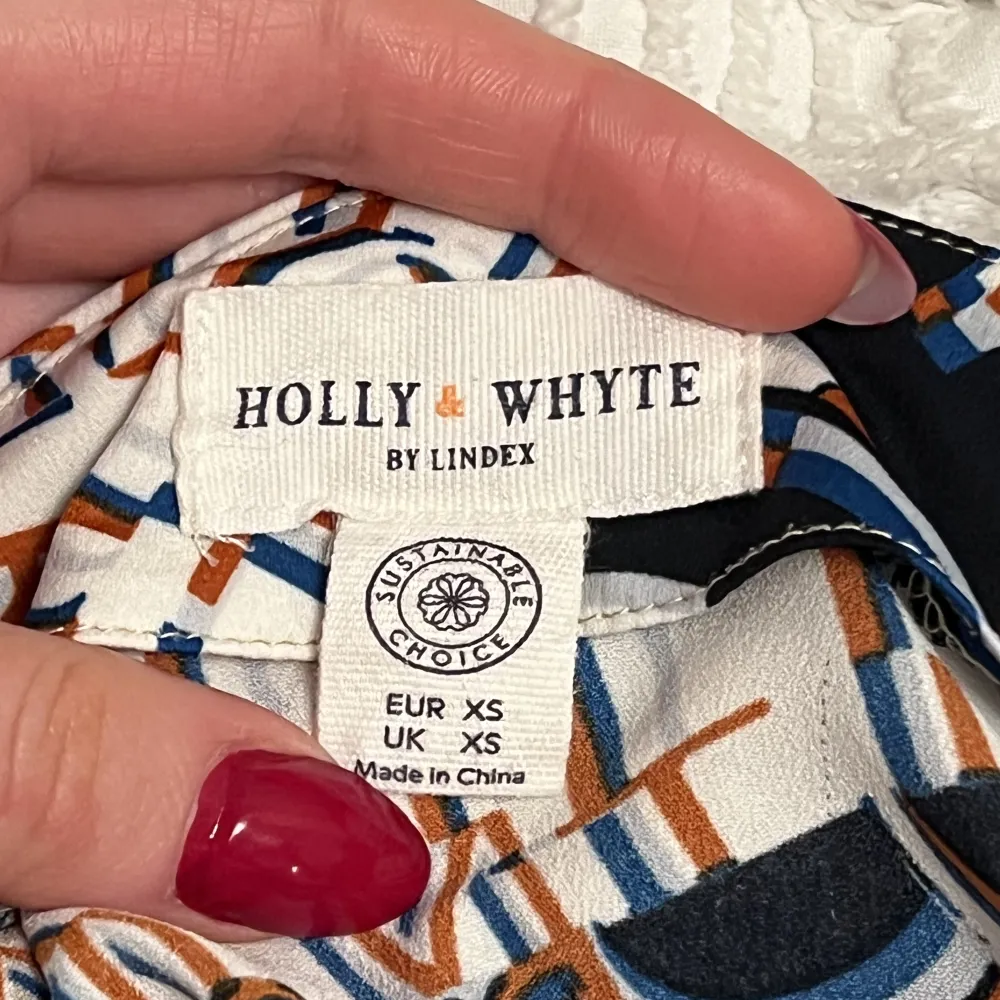 HOLLY & WHYTE
BY LINDEX
SUSTAINABLE
CHOICE
EUR XS
UK XS
Made in China